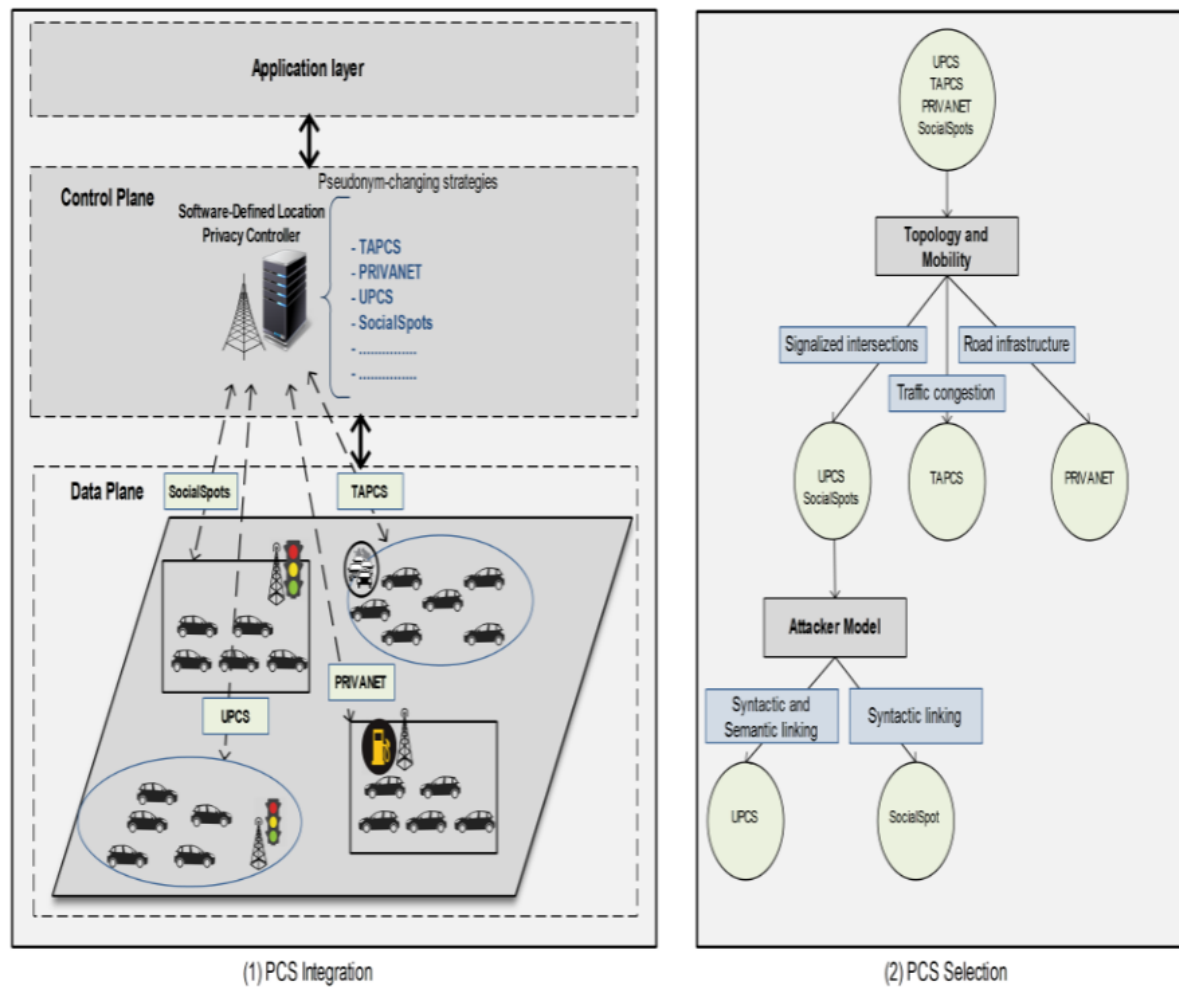 Application layer
Control Plane
Pseudonym-changing strategies
Software-Defined Location
Privacy Controller
- TAPCS
- PRIVANET
- UPCS
- SocialSpots
- ...............
- ...............
Data Plane
SocialSpots
TAPCS
PRIVANET
UPCS
(1) PCS Integration
UPCS
TAPCS
PRIVANET
SocialSpots
Topology and
Mobility
Signalized intersections
Road infrastructure
Traffic congestion
UPCS
SocialSpots
TAPCS
PRIVANET
Attacker Model
Syntactic and
Semantic linking
Syntactic linking
UPCS
SocialSpot
(2) PCS Selection